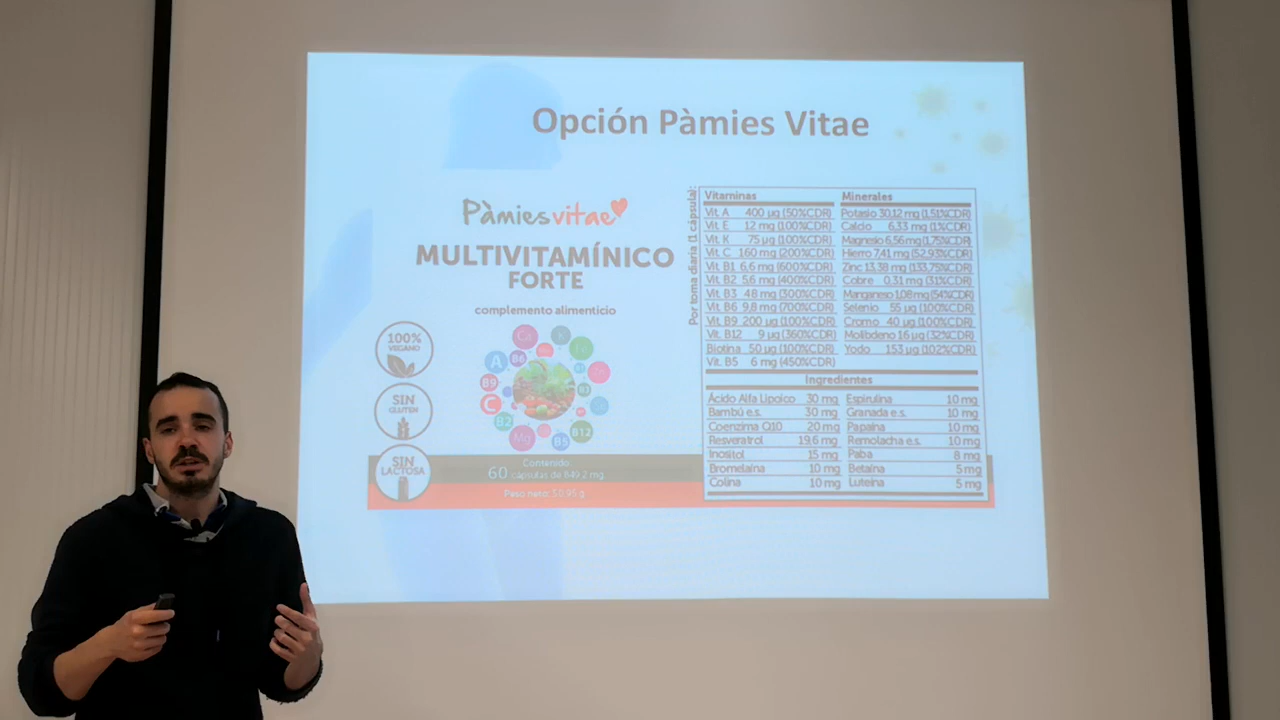 Opción Pàmies Vitae
Pàmies vitae
MULTIVITAMÍNICO
FORTE
complemento alimenticio
100%
VEGANO
SIN
GLUTEN
SIN
LACTOSA
A
B6
B9
C
B2
Mg
B5
B12
Contenido:
60 cápsulas de 849,2 mg
Peso neto: 50,95 g
Por toma diaria (1 cápsula):
Vitaminas
Vit. A 400 µg (50%CDR)
Vit. E 12 mg (100%CDR)
Vit. K 75 µg (100%CDR)
Vit. C 160 mg (200%CDR)
Vit. B1 6,6 mg (600%CDR)
Vit. B2 5,6 mg (400%CDR)
Vit. B3 48 mg (300%CDR)
Vit. B6 9,8 mg (700%CDR)
Vit. B9 200 µg (100%CDR)
Vit. B12 9 µg (360%CDR)
Biotina 50 µg (100%CDR)
Vit. B5 6 mg (450%CDR)
Minerales
Potasio 30,12 mg (1,51%CDR)
Calcio 6,33 mg (1%CDR)
Magnesio 6,56 mg (1,75%CDR)
Hierro 7,41 mg (52,93%CDR)
Zinc 13,38 mg (133,75%CDR)
Cobre 0,31 mg (31%CDR)
Manganeso 1,08 mg (54%CDR)
Selenio 55 µg (100%CDR)
Cromo 40 µg (100%CDR)
Molibdeno 16 µg (32%CDR)
Yodo 153 µg (102%CDR)
Ingredientes
Ácido Alfa Lipoico 30 mg
Bambú e.s. 30 mg
Coenzima Q10 20 mg
Resveratrol 19,6 mg
Inositol 15 mg
Bromelaína 10 mg
Colina 10 mg
Espirulina 10 mg
Granada e.s. 10 mg
Papaína 10 mg
Remolacha e.s. 10 mg
Paba 8 mg
Betaína 5 mg
Luteína 5 mg